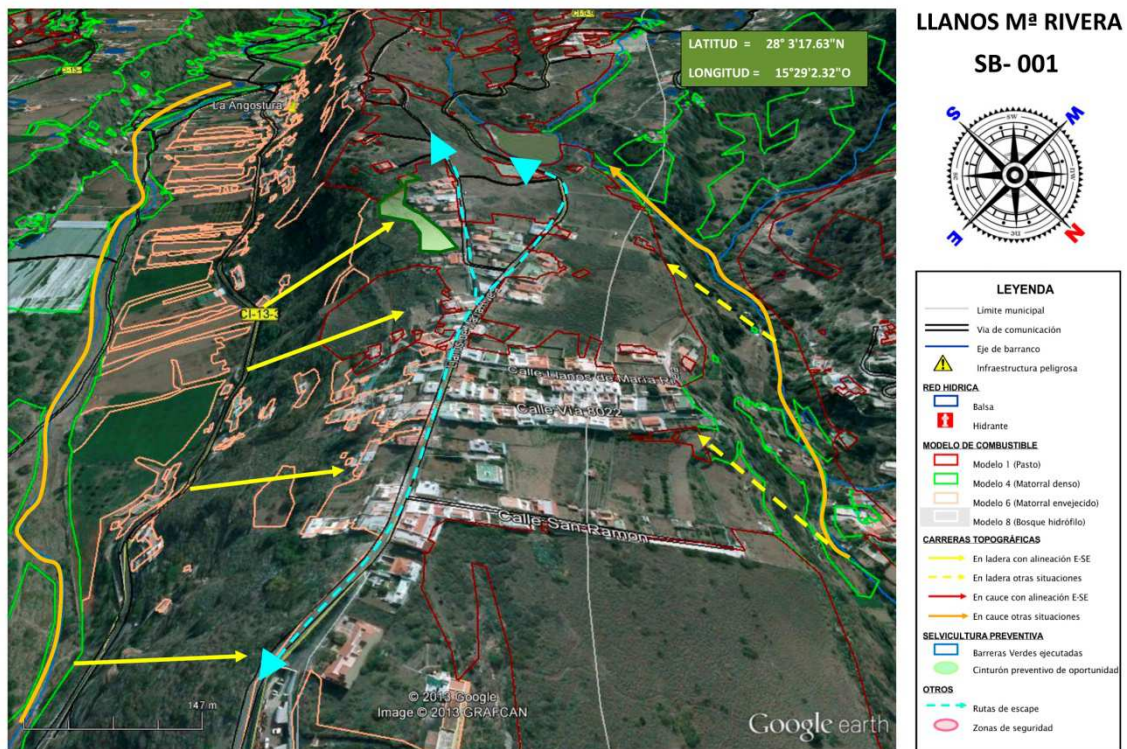 LLANOS Mª RIVERA
SB- 001
LATITUD = 28° 3'17.63"N
LONGITUD = 15°29'2.32"O
La Angostura
CI-13-3
Calle Llanos de María
Calle Vía 8022
Calle San Ramon
© 2013 Google
Image © 2013 GRAFCAN
Google earth
147 m
S
W
E
N
SW
LEYENDA
Límite municipal
Via de comunicación
Eje de barranco
Infraestructura peligrosa
RED HIDRICA
Balsa
Hidrante
MODELO DE COMBUSTIBLE
Modelo 1 (Pasto)
Modelo 4 (Matorral denso)
Modelo 6 (Matorral envejecido)
Modelo 8 (Bosque hidrófilo)
CARRERAS TOPOGRÁFICAS
En ladera con alineación E-SE
En ladera otras situaciones
En cauce con alineación E-SE
En cauce otras situaciones
SELVICULTURA PREVENTIVA
Barreras Verdes ejecutadas
Cinturón preventivo de oportunidad
OTROS
Rutas de escape
Zonas de seguridad